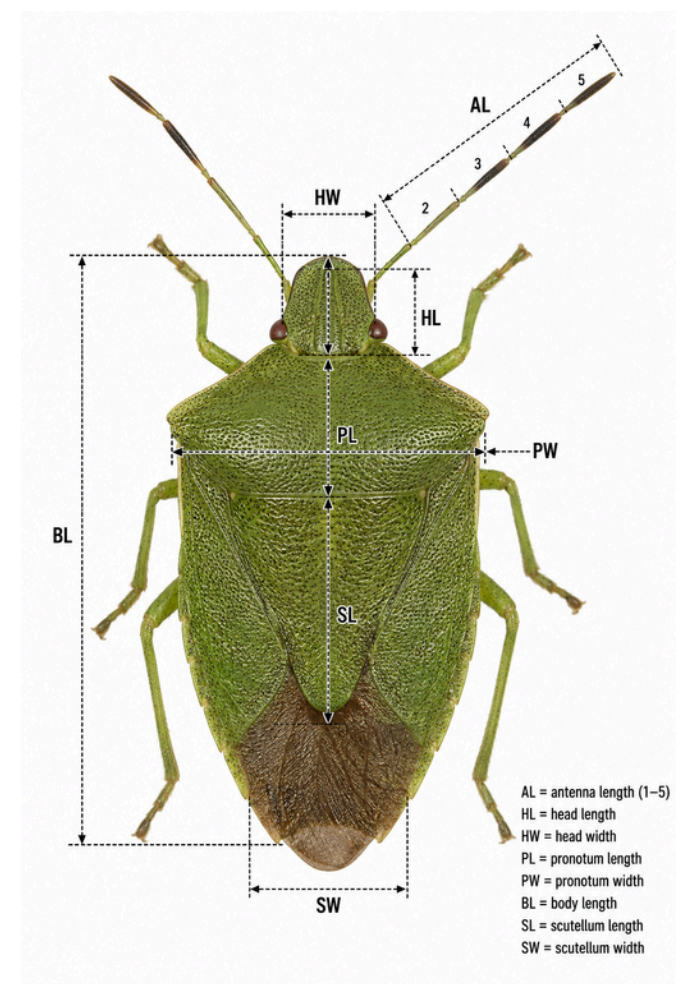 5
AL
4
3
HW
2
HL
PL
PW
BL
SL
AL = antenna length (1–5)
HL = head length
HW = head width
PL = pronotum length
PW = pronotum width
BL = body length
SL = scutellum length
SW = scutellum width
SW